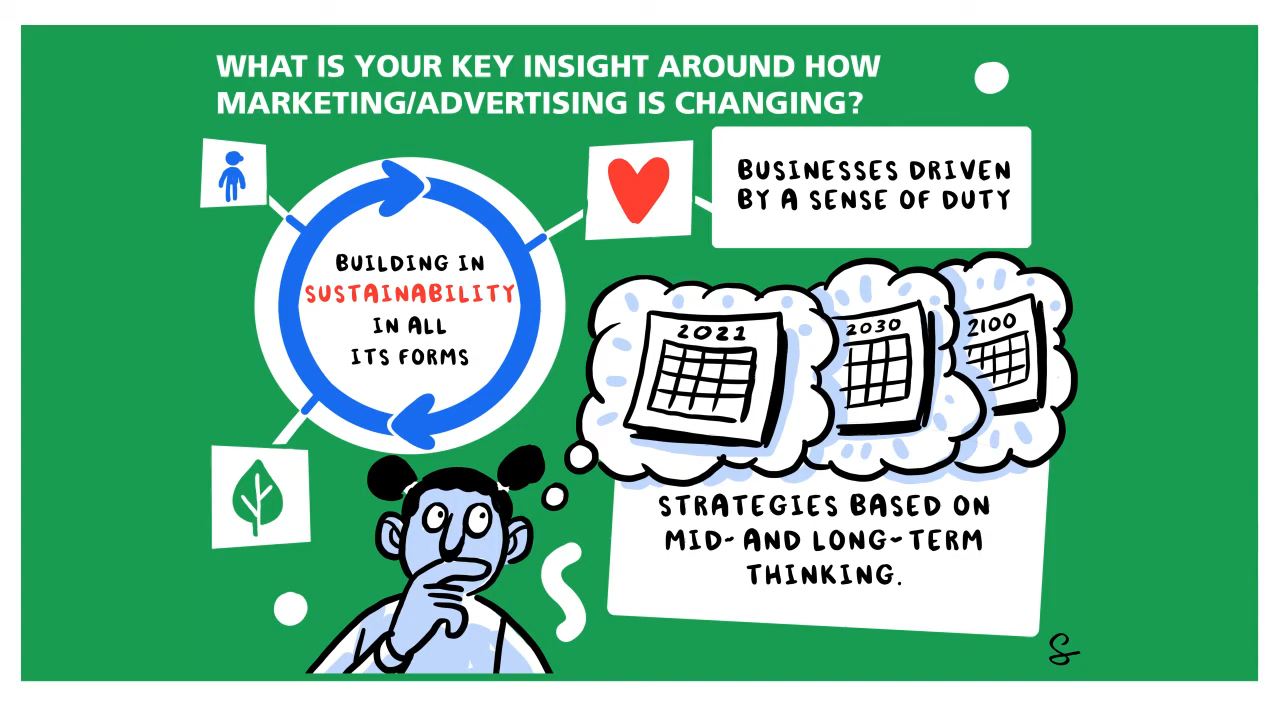 WHAT IS YOUR KEY INSIGHT AROUND HOW
MARKETING/ADVERTISING IS CHANGING?
BUILDING IN
SUSTAINABILITY
IN ALL
ITS FORMS
BUSINESSES DRIVEN
BY A SENSE OF DUTY
2021
2030
2100
STRATEGIES BASED ON
MID- AND LONG-TERM
THINKING.